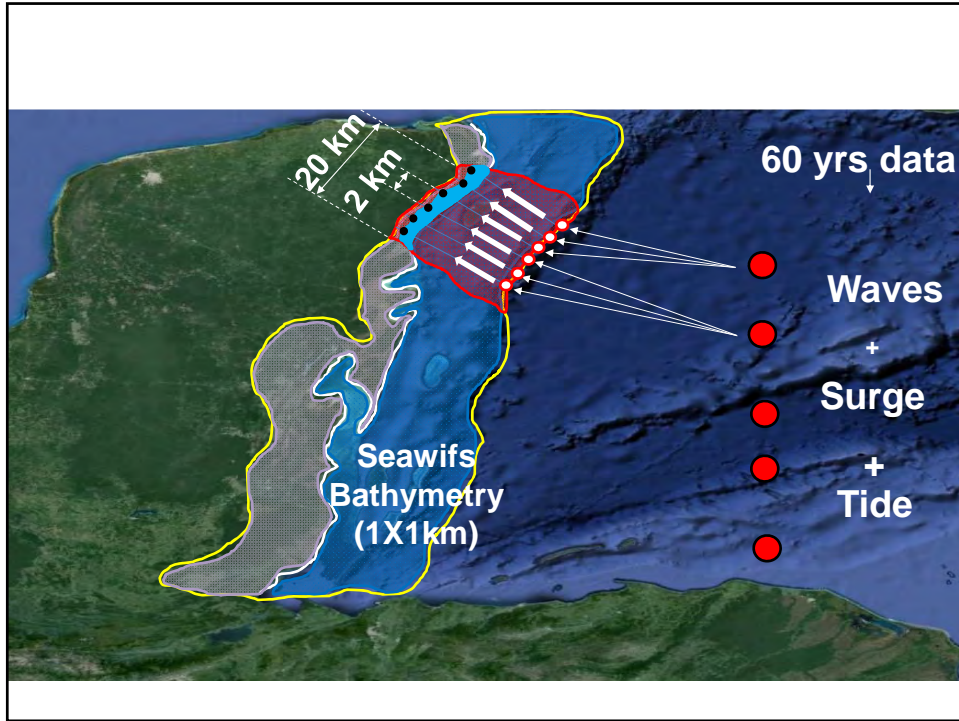 20 km
2 km
60 yrs data
Waves
+
Surge
+
Tide
Seawifs
Bathymetry
(1X1km)